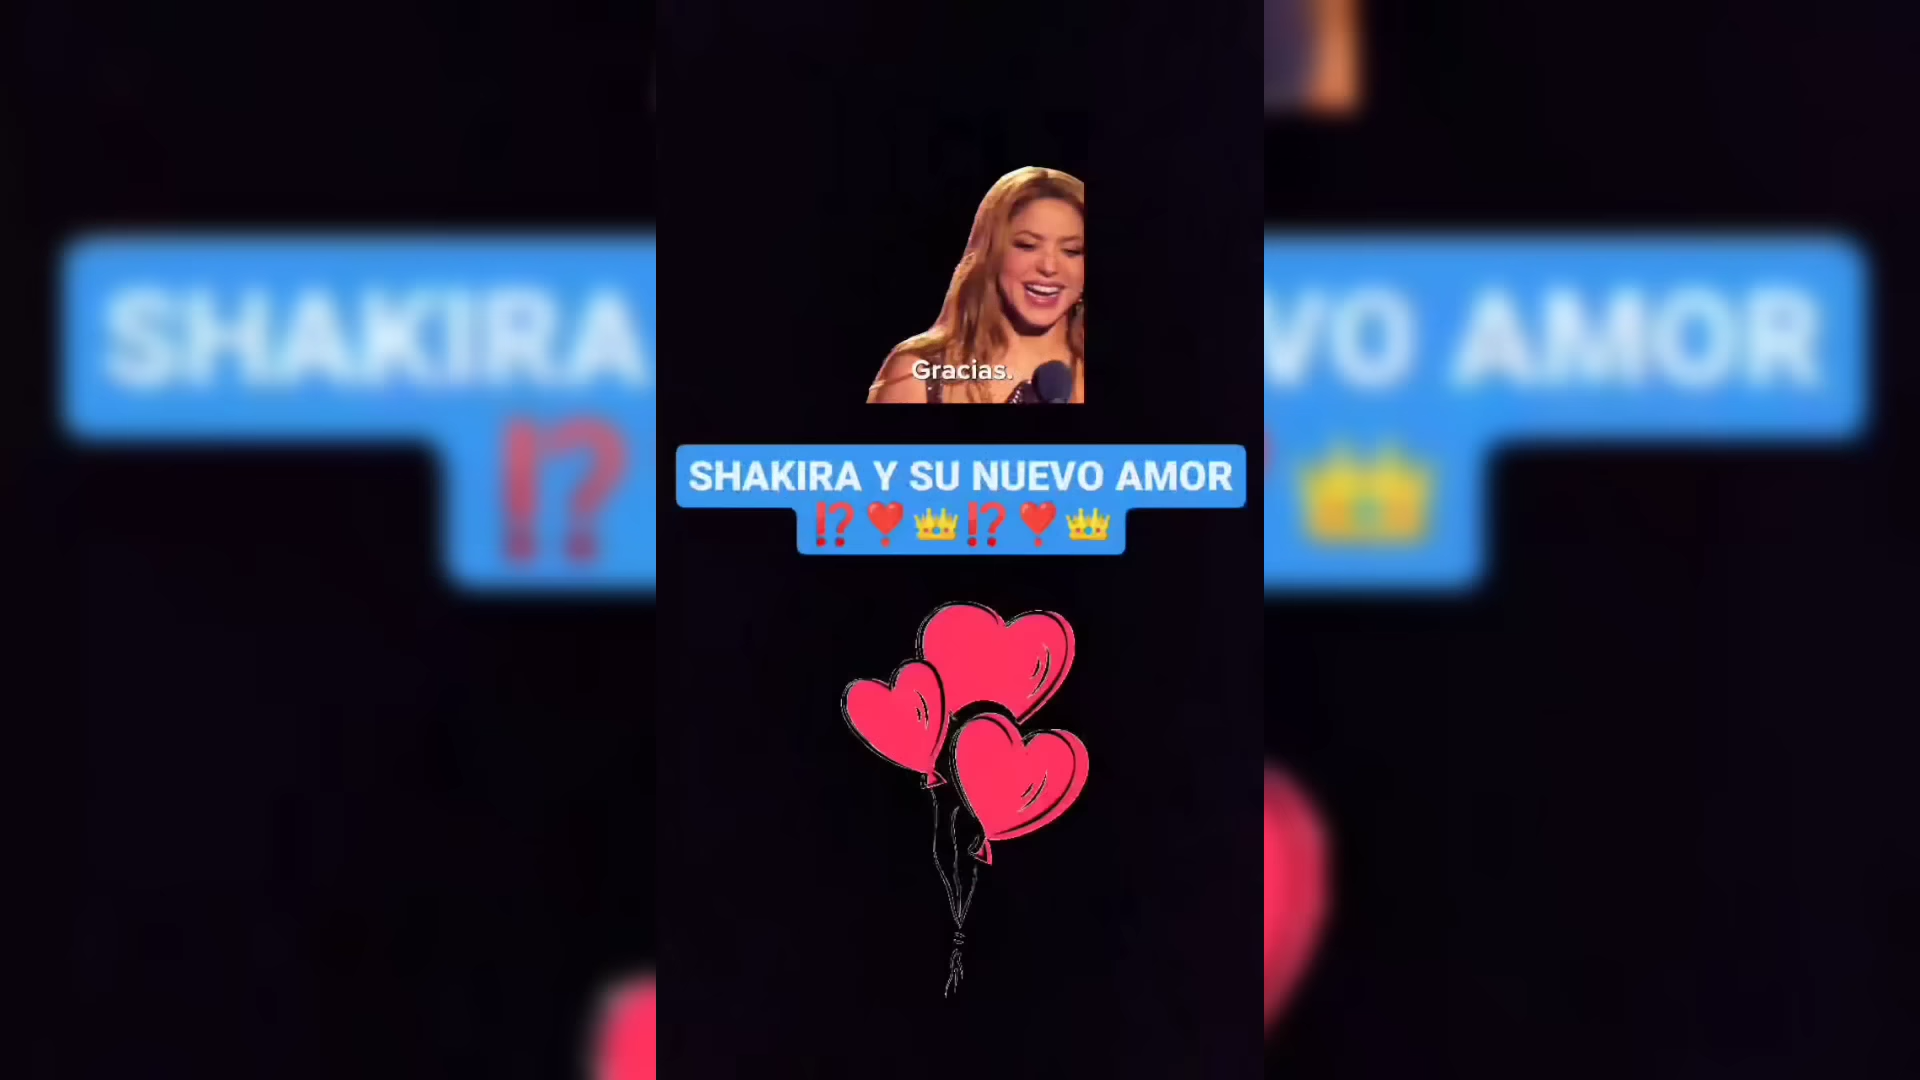 Gracias.
SHAKIRA Y SU NUEVO AMOR
⁉️❣️👑⁉️❣️👑